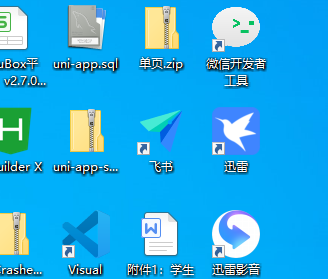 uBox平 uni-app.sql 单页.zip 微信开发者
v2.7.0... 工具
uilder X uni-app-s... 飞书 迅雷
Crashe... Visual 附件1：学生 迅雷影音